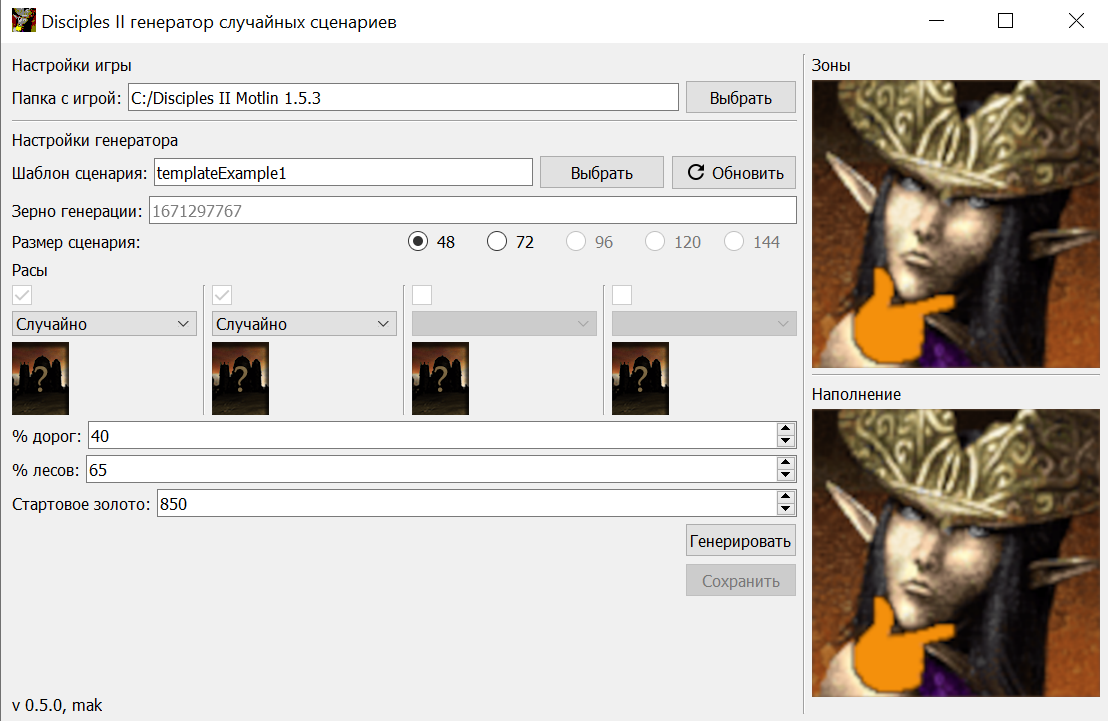 Disciples II генератор случайных сценариев
Настройки игры
Папка с игрой: C:/Disciples II Motlin 1.5.3 Выбрать
Настройки генератора
Шаблон сценария: templateExample1 Выбрать Обновить
Зерно генерации: 1671297767
Размер сценария: 48 72 96 120 144
Расы
Случайно Случайно
? ? ? ?
% дорог: 40
% лесов: 65
Стартовое золото: 850
Генерировать
Сохранить
v 0.5.0, mak
Зоны
Наполнение